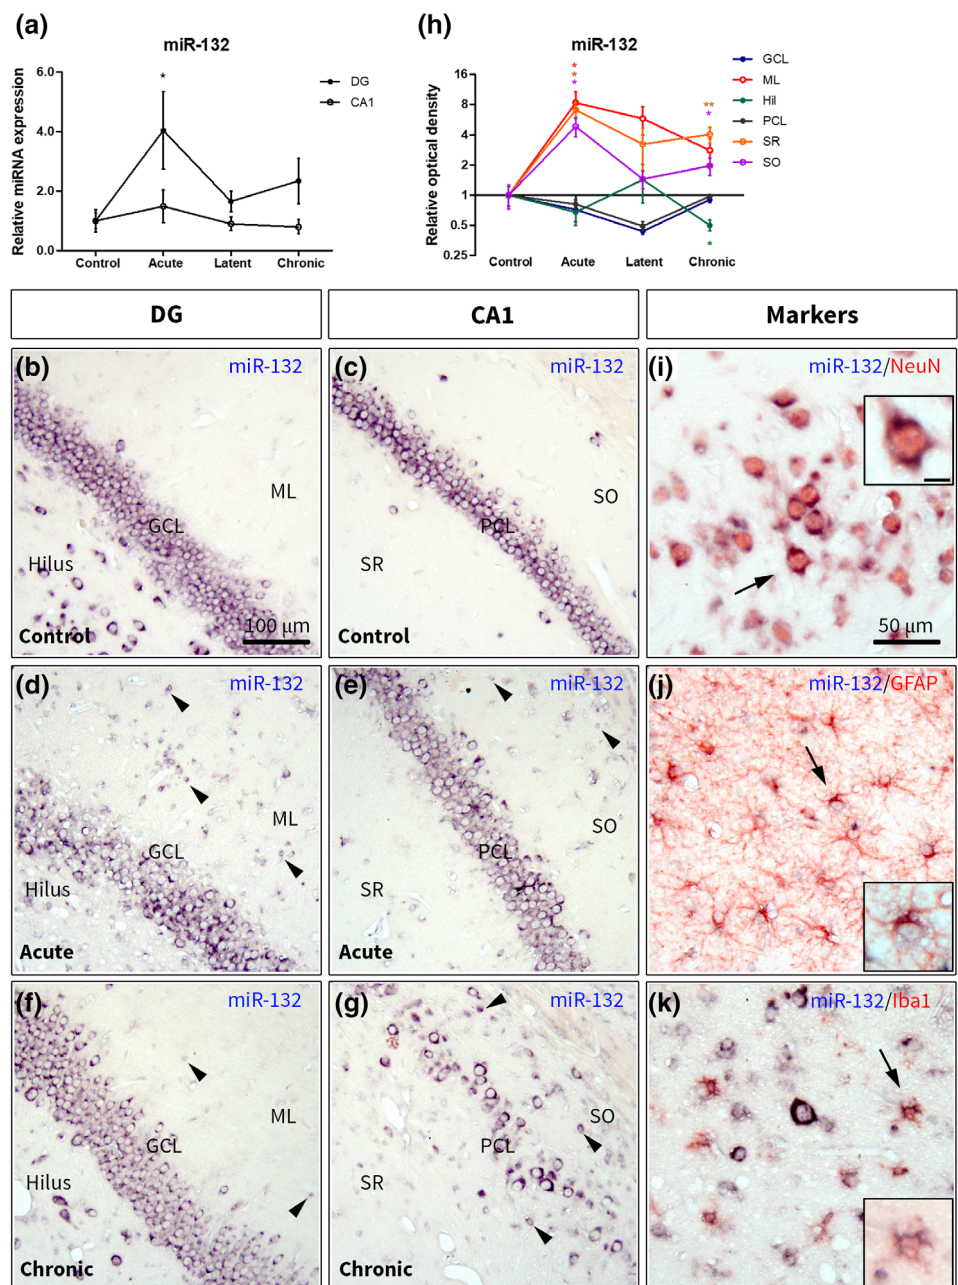 (a)
miR-132
Relative miRNA expression
6.0
4.0
2.0
0.0
*
DG
CA1
Control Acute Latent Chronic
(h)
miR-132
Relative optical density
16
8
4
2
1
0.5
0.25
*
*
*
**
*
*
GCL
ML
Hil
PCL
SR
SO
Control Acute Latent Chronic
DG
CA1
Markers
(b) miR-132
ML
GCL
Hilus
100 µm
Control
(c) miR-132
SO
PCL
SR
Control
(i) miR-132/NeuN
50 µm
(d) miR-132
ML
GCL
Hilus
Acute
(e) miR-132
SO
PCL
SR
Acute
(j) miR-132/GFAP
(f) miR-132
ML
GCL
Hilus
Chronic
(g) miR-132
SO
PCL
SR
Chronic
(k) miR-132/Iba1